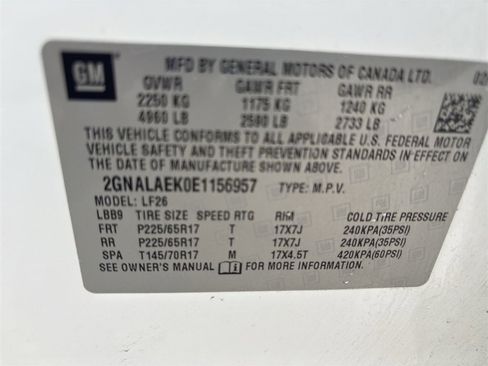 GM
MFD BY GENERAL MOTORS OF CANADA LTD. 02
GVWR GAWR FRT GAWR RR
2250 KG 1175 KG 1240 KG
4960 LB 2590 LB 2733 LB
THIS VEHICLE CONFORMS TO ALL APPLICABLE U.S. FEDERAL MOTOR
VEHICLE SAFETY, BUMPER, AND THEFT PREVENTION STANDARDS IN EFFECT ON
THE DATE OF MANUFACTURE SHOWN ABOVE.
2GNALAEK0E1156957 TYPE: M.P.V.
MODEL: LF26
LBB9 TIRE SIZE SPEED RTG RIM COLD TIRE PRESSURE
FRT P225/65R17 T 17X7J 240KPA(35PSI)
RR P225/65R17 T 17X7J 240KPA(35PSI)
SPA T145/70R17 M 17X4.5T 420KPA(60PSI)
SEE OWNER'S MANUAL FOR MORE INFORMATION.